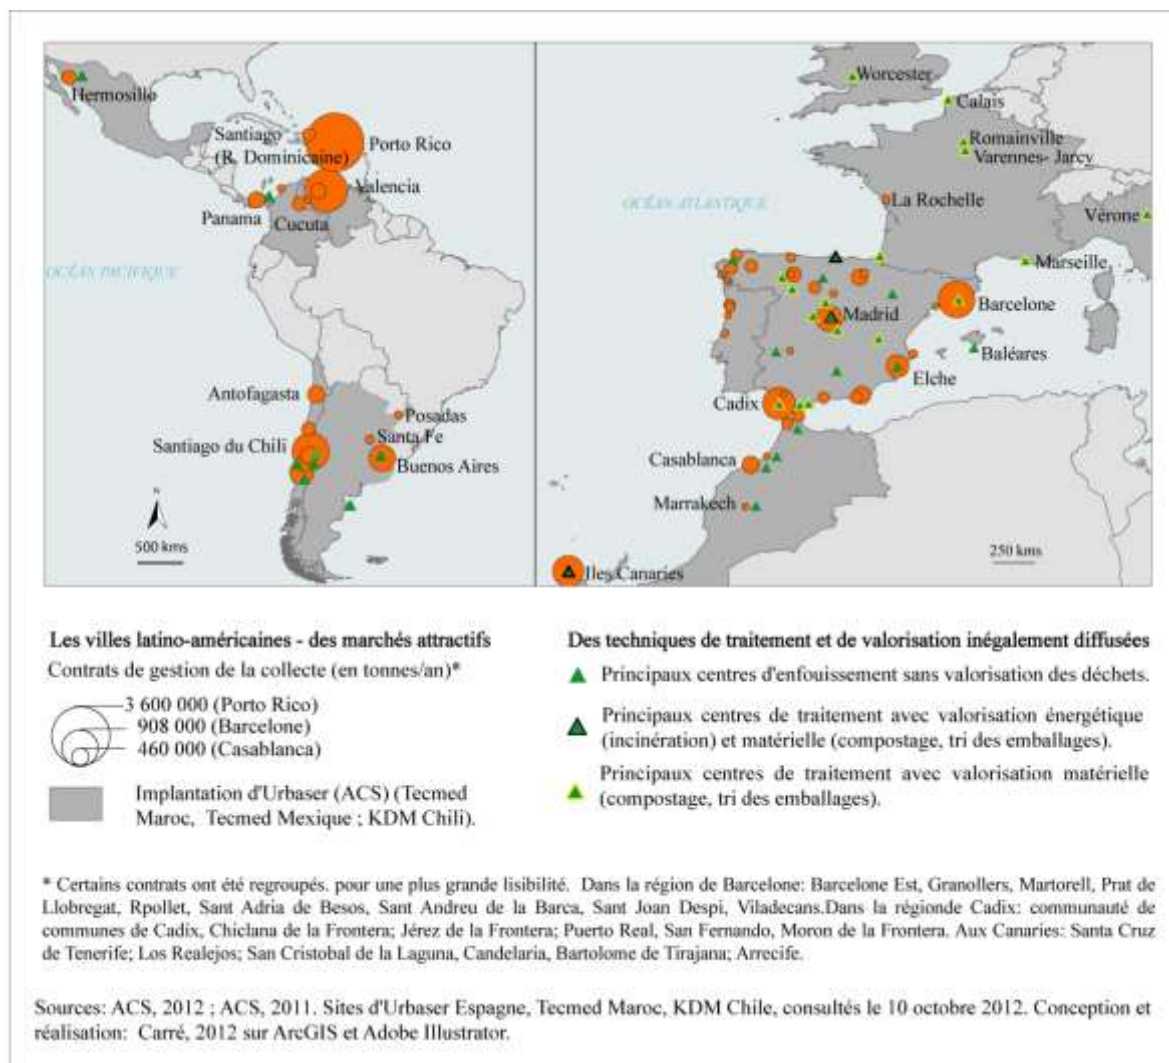 Hermosillo
Santiago
(R. Dominicaine)
Porto Rico
Valencia
Panama
Cucuta
OCÉAN PACIFIQUE
Antofagasta
Posadas
Santa Fe
Santiago du Chili
Buenos Aires
N
500 kms
Worcester
Calais
Romainville
Varennes- Jarcy
OCÉAN ATLANTIQUE
La Rochelle
Vérone
Marseille
Barcelone
Madrid
Baléares
Elche
Cadix
Casablanca
Marrakech
Iles Canaries
250 kms
Les villes latino-américaines - des marchés attractifs
Contrats de gestion de la collecte (en tonnes/an)*
3 600 000 (Porto Rico)
908 000 (Barcelone)
460 000 (Casablanca)
Implantation d'Urbaser (ACS) (Tecmed
Maroc, Tecmed Mexique ; KDM Chili).
Des techniques de traitement et de valorisation inégalement diffusées
Principaux centres d'enfouissement sans valorisation des déchets.
Principaux centres de traitement avec valorisation énergétique
(incinération) et matérielle (compostage, tri des emballages).
Principaux centres de traitement avec valorisation matérielle
(compostage, tri des emballages).
* Certains contrats ont été regroupés. pour une plus grande lisibilité. Dans la région de Barcelone: Barcelone Est, Granollers, Martorell, Prat de
Llobregat, Rpollet, Sant Adria de Besos, Sant Andreu de la Barca, Sant Joan Despi, Viladecans.Dans la régionde Cadix: communauté de
communes de Cadix, Chiclana de la Frontera; Jérez de la Frontera; Puerto Real, San Fernando, Moron de la Frontera. Aux Canaries: Santa Cruz
de Tenerife; Los Realejos; San Cristobal de la Laguna, Candelaria, Bartolome de Tirajana; Arrecife.
Sources: ACS, 2012 ; ACS, 2011. Sites d'Urbaser Espagne, Tecmed Maroc, KDM Chile, consultés le 10 octobre 2012. Conception et
réalisation: Carré, 2012 sur ArcGIS et Adobe Illustrator.